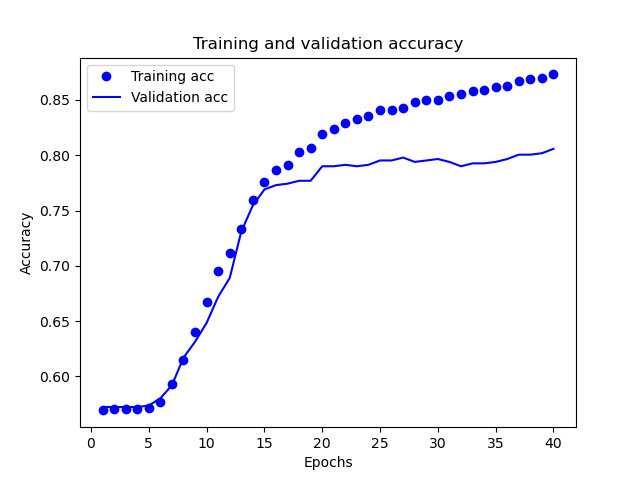 Training and validation accuracy
Training acc
Validation acc
Accuracy
0.85
0.80
0.75
0.70
0.65
0.60
0 5 10 15 20 25 30 35 40
Epochs